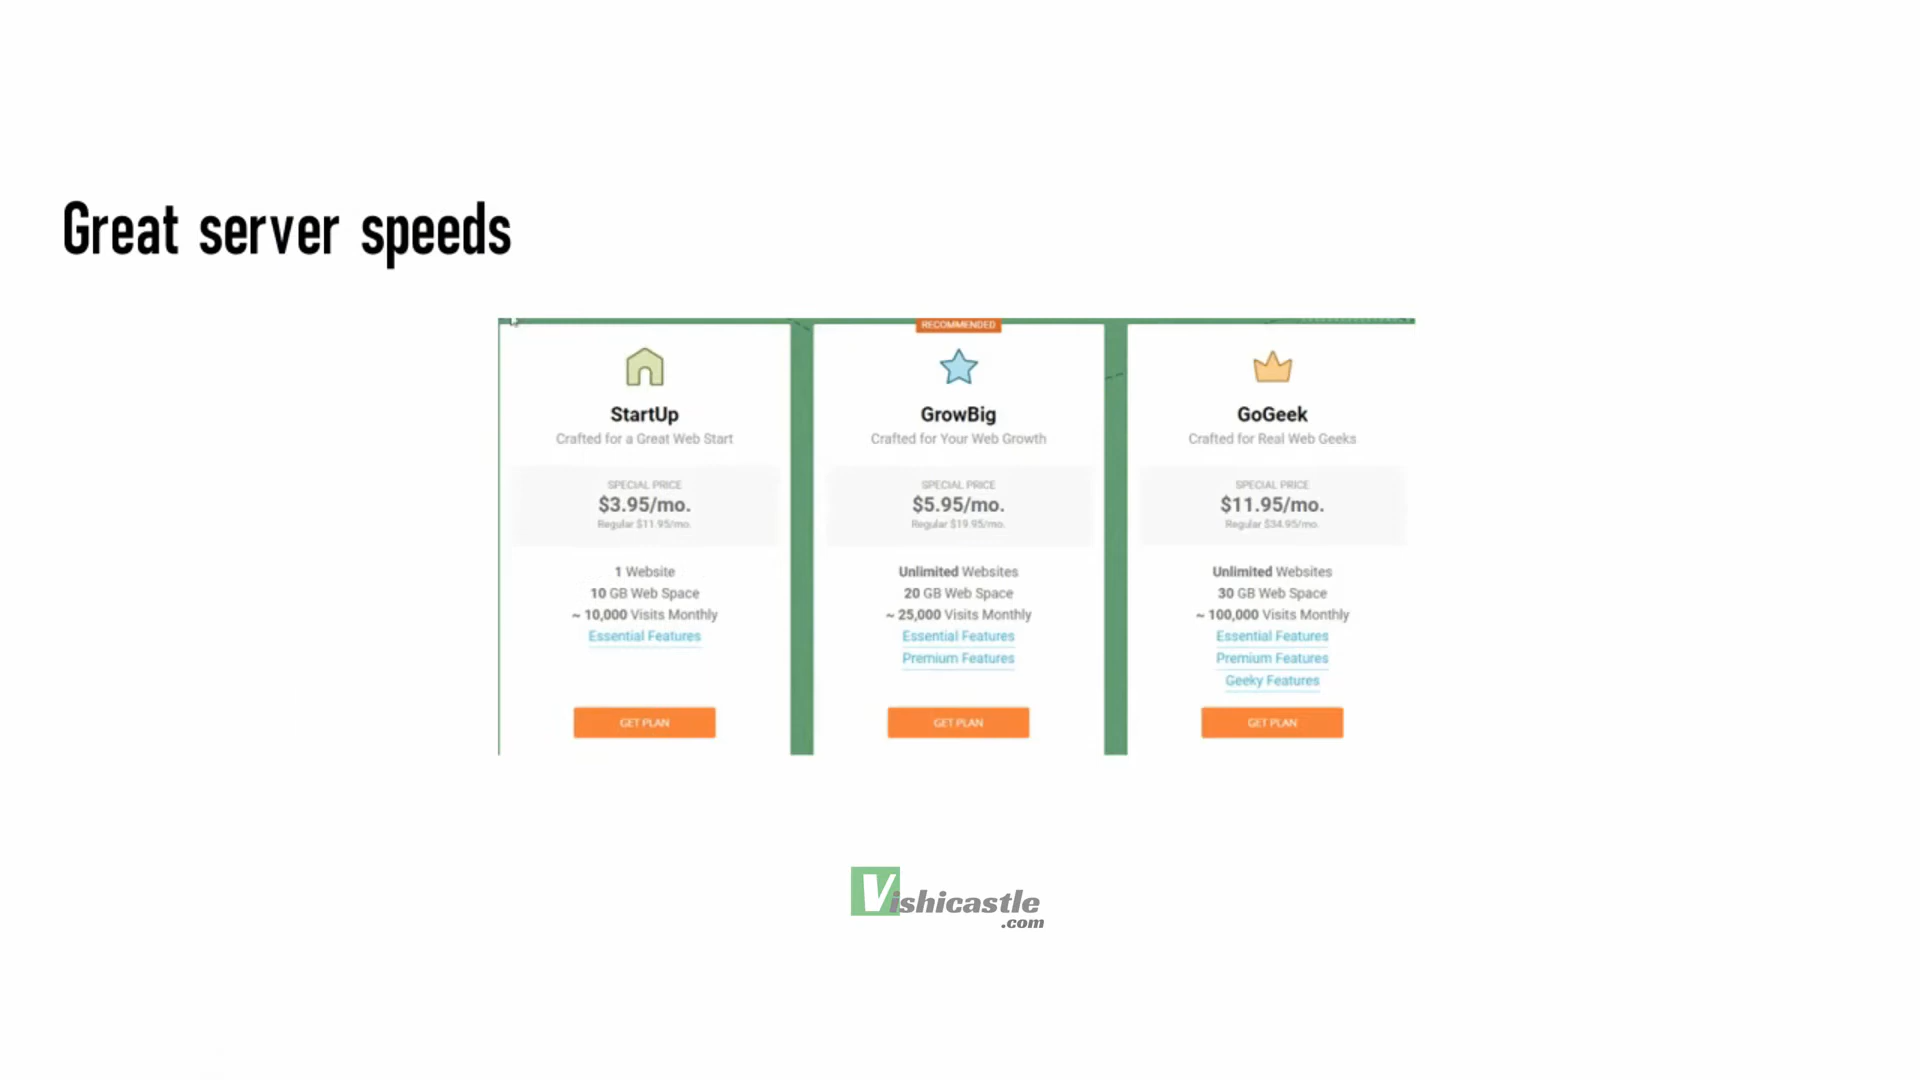 Great server speeds
RECOMMENDED
StartUp
Crafted for a Great Web Start
SPECIAL PRICE
$3.95/mo.
Regular $11.95/mo.
1 Website
10 GB Web Space
~ 10,000 Visits Monthly
Essential Features
GET PLAN
GrowBig
Crafted for Your Web Growth
SPECIAL PRICE
$5.95/mo.
Regular $19.95/mo.
Unlimited Websites
20 GB Web Space
~ 25,000 Visits Monthly
Essential Features
Premium Features
GET PLAN
GoGeek
Crafted for Real Web Geeks
SPECIAL PRICE
$11.95/mo.
Regular $34.95/mo.
Unlimited Websites
30 GB Web Space
~ 100,000 Visits Monthly
Essential Features
Premium Features
Geeky Features
GET PLAN
Vishicastle
.com